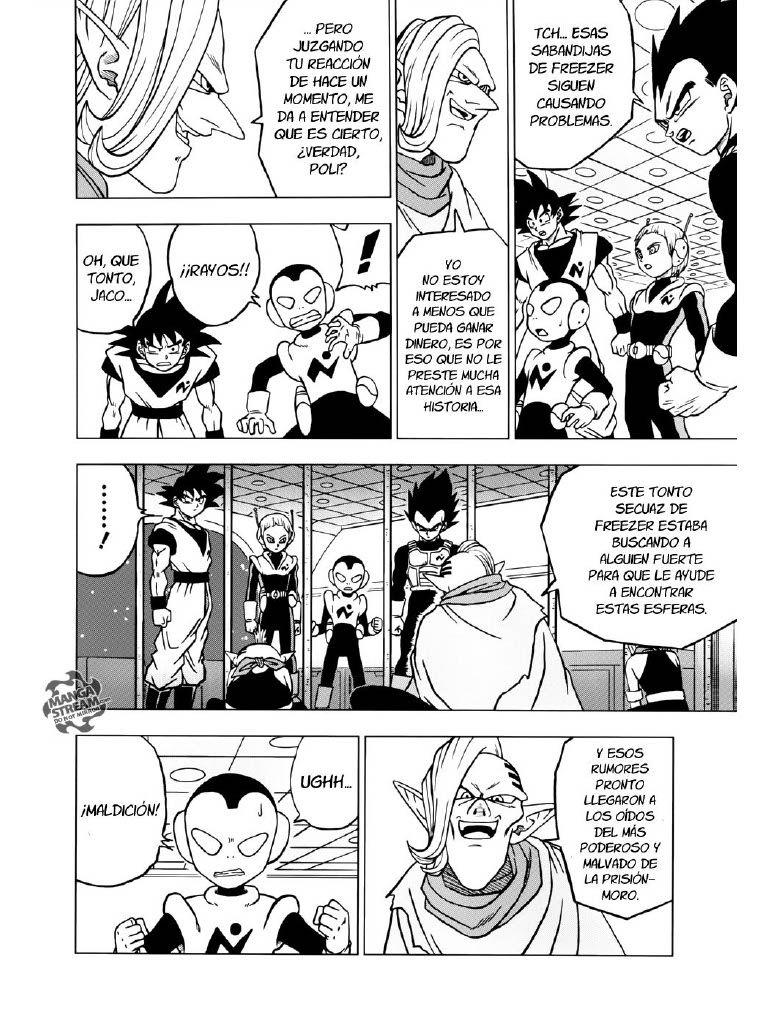 TCH... ESAS
SABANDIJAS
DE FREEZER
SIGUEN
CAUSANDO
PROBLEMAS.
YO
NO ESTOY
INTERESADO
A MENOS QUE
PUEDA GANAR
DINERO, ES POR
ESO QUE NO LE
PRESTE MUCHA
ATENCIÓN A ESA
HISTORIA...
... PERO
JUZGANDO
TU REACCIÓN
DE HACE UN
MOMENTO, ME
DA A ENTENDER
QUE ES CIERTO,
¿VERDAD,
POLI?
!
¡¡RAYOS!!
OH, QUE
TONTO,
JACO...
ESTE TONTO
SECUAZ DE
FREEZER ESTABA
BUSCANDO A
ALGUIEN FUERTE
PARA QUE LE AYUDE
A ENCONTRAR
ESTAS ESFERAS.
......!
MANGA
STREAM.com
DO NOT MIRROR
Y ESOS
RUMORES
PRONTO
LLEGARON A
LOS OÍDOS
DEL MÁS
PODEROSO Y
MALVADO DE
LA PRISIÓN-
MORO.
UGHH...
¡MALDICIÓN!